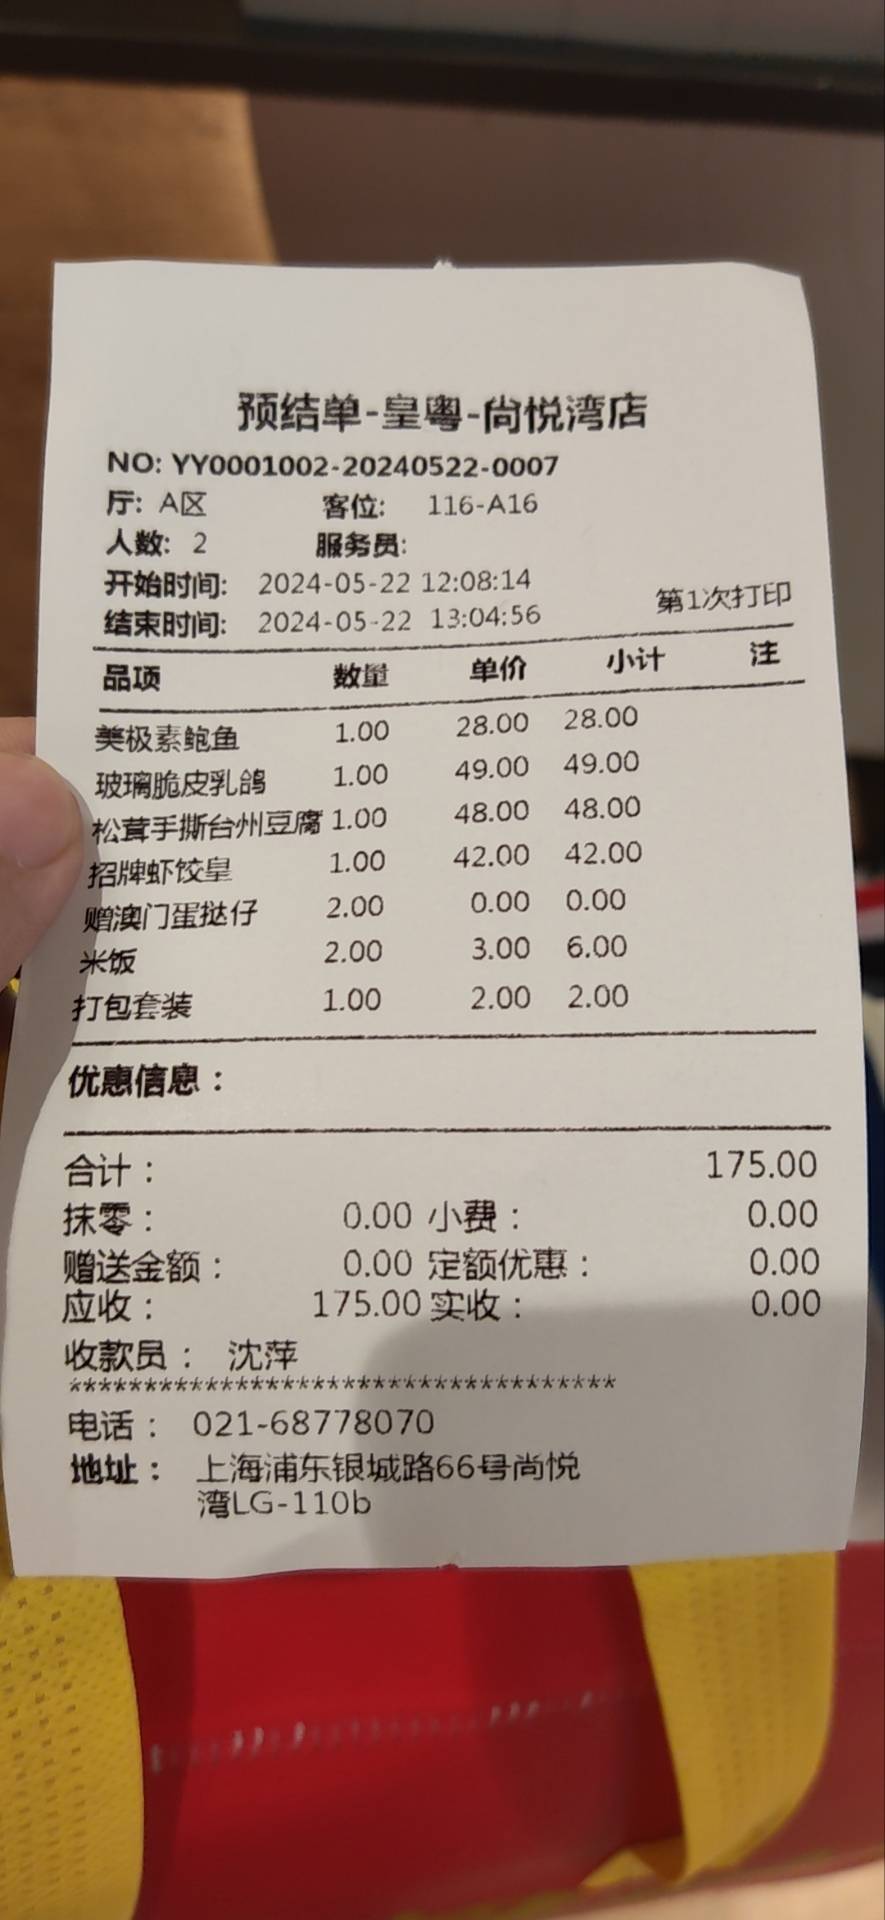 预结单-皇粤-尚悦湾店
NO: YY0001002-20240522-0007
厅: A区 客位: 116-A16
人数: 2 服务员:
开始时间: 2024-05-22 12:08:14
结束时间: 2024-05-22 13:04:56 第1次打印
品项 数量 单价 小计 注
美极素鲍鱼 1.00 28.00 28.00
玻璃脆皮乳鸽 1.00 49.00 49.00
松茸手撕台州豆腐 1.00 48.00 48.00
招牌虾饺皇 1.00 42.00 42.00
赠澳门蛋挞仔 2.00 0.00 0.00
米饭 2.00 3.00 6.00
打包套装 1.00 2.00 2.00
优惠信息：
合计： 175.00
抹零： 0.00 小费： 0.00
赠送金额： 0.00 定额优惠： 0.00
应收： 175.00 实收： 0.00
收款员： 沈萍
************************************
电话： 021-68778070
地址： 上海浦东银城路66号尚悦
湾LG-110b